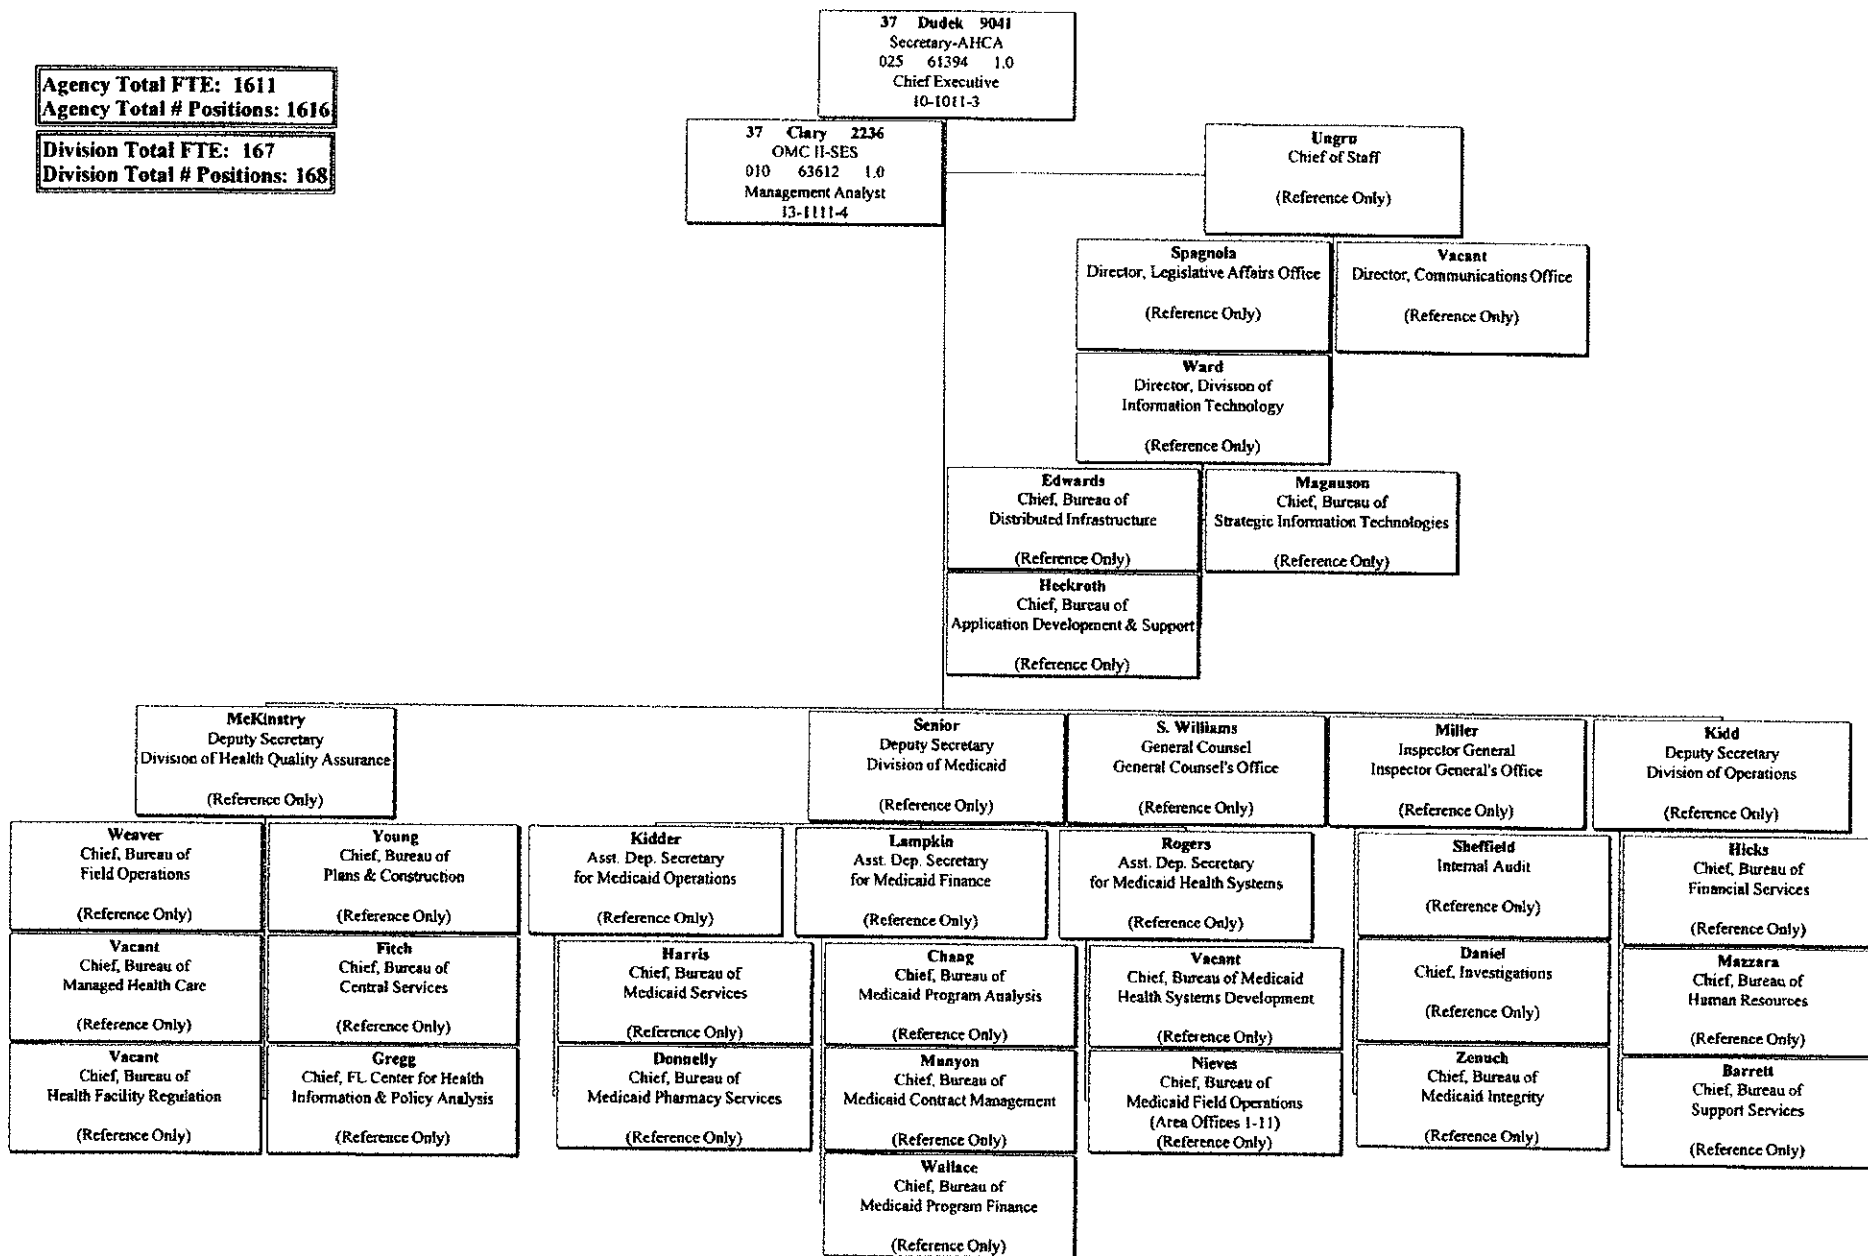 Agency Total FTE: 1611
Agency Total # Positions: 1616
Division Total FTE: 167
Division Total # Positions: 168
37 Dudek 9041
Secretary-AHCA
025 61394 1.0
Chief Executive
10-1011-3
37 Clary 2236
OMC II-SES
010 63612 1.0
Management Analyst
13-1111-4
Ungru
Chief of Staff
(Reference Only)
Spagnola
Director, Legislative Affairs Office
(Reference Only)
Vacant
Director, Communications Office
(Reference Only)
Ward
Director, Division of
Information Technology
(Reference Only)
Edwards
Chief, Bureau of
Distributed Infrastructure
(Reference Only)
Magnuson
Chief, Bureau of
Strategic Information Technologies
(Reference Only)
Heckroth
Chief, Bureau of
Application Development & Support
(Reference Only)
McKinstry
Deputy Secretary
Division of Health Quality Assurance
(Reference Only)
Senior
Deputy Secretary
Division of Medicaid
(Reference Only)
S. Williams
General Counsel
General Counsel's Office
(Reference Only)
Miller
Inspector General
Inspector General's Office
(Reference Only)
Kidd
Deputy Secretary
Division of Operations
(Reference Only)
Weaver
Chief, Bureau of
Field Operations
(Reference Only)
Young
Chief, Bureau of
Plans & Construction
(Reference Only)
Kidder
Asst. Dep. Secretary
for Medicaid Operations
(Reference Only)
Lampkin
Asst. Dep. Secretary
for Medicaid Finance
(Reference Only)
Rogers
Asst. Dep. Secretary
for Medicaid Health Systems
(Reference Only)
Sheffield
Internal Audit
(Reference Only)
Hicks
Chief, Bureau of
Financial Services
(Reference Only)
Vacant
Chief, Bureau of
Managed Health Care
(Reference Only)
Fitch
Chief, Bureau of
Central Services
(Reference Only)
Harris
Chief, Bureau of
Medicaid Services
(Reference Only)
Chang
Chief, Bureau of
Medicaid Program Analysis
(Reference Only)
Vacant
Chief, Bureau of Medicaid
Health Systems Development
(Reference Only)
Daniel
Chief, Investigations
(Reference Only)
Mazzara
Chief, Bureau of
Human Resources
(Reference Only)
Vacant
Chief, Bureau of
Health Facility Regulation
(Reference Only)
Gregg
Chief, FL Center for Health
Information & Policy Analysis
(Reference Only)
Donnelly
Chief, Bureau of
Medicaid Pharmacy Services
(Reference Only)
Munyon
Chief, Bureau of
Medicaid Contract Management
(Reference Only)
Nieves
Chief, Bureau of
Medicaid Field Operations
(Area Offices 1-11)
(Reference Only)
Zenuch
Chief, Bureau of
Medicaid Integrity
(Reference Only)
Barrett
Chief, Bureau of
Support Services
(Reference Only)
Wallace
Chief, Bureau of
Medicaid Program Finance
(Reference Only)